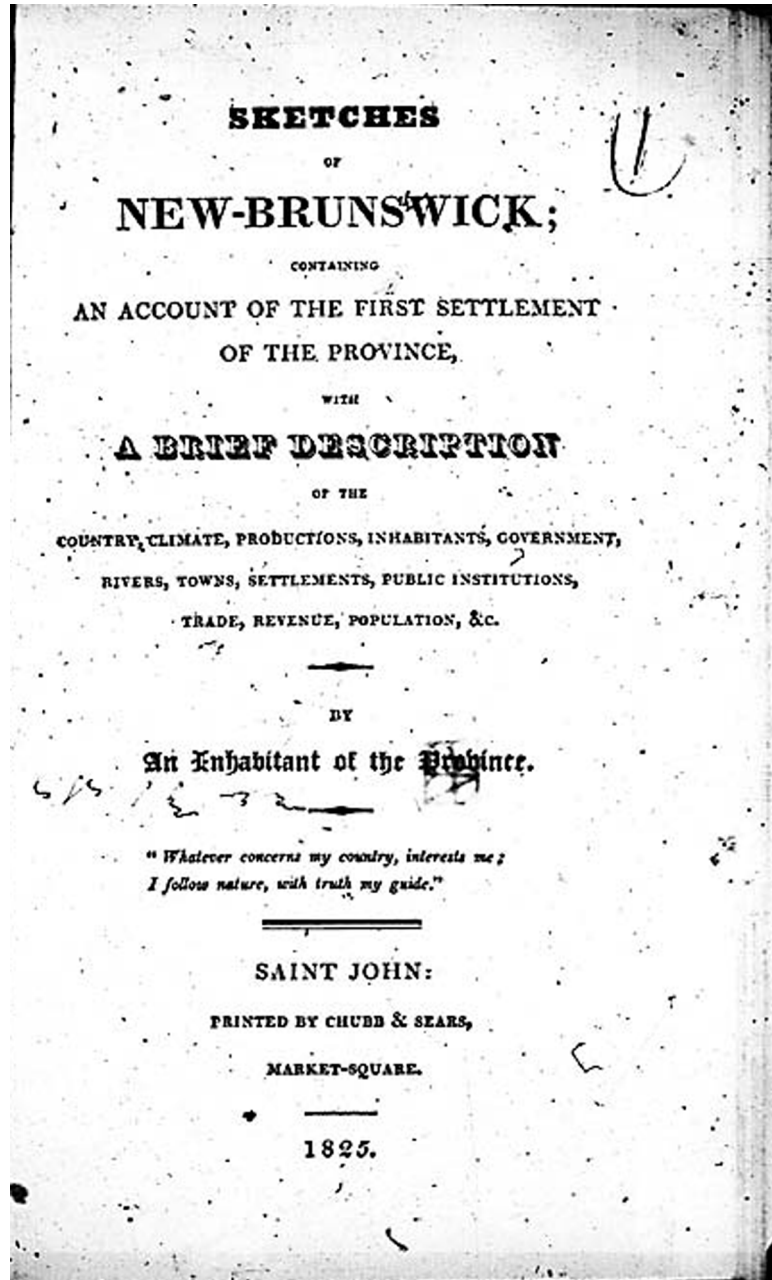 SKETCHES
OF
NEW-BRUNSWICK;
CONTAINING
AN ACCOUNT OF THE FIRST SETTLEMENT
OF THE PROVINCE,
WITH
A BRIEF DESCRIPTION
OF THE
COUNTRY, CLIMATE, PRODUCTIONS, INHABITANTS, GOVERNMENT,
RIVERS, TOWNS, SETTLEMENTS, PUBLIC INSTITUTIONS,
TRADE, REVENUE, POPULATION, &C.
BY
An Inhabitant of the Province.
"Whatever concerns my country, interests me;
I follow nature, with truth my guide."
SAINT JOHN:
PRINTED BY CHUBB & SEARS,
MARKET-SQUARE.
1825.